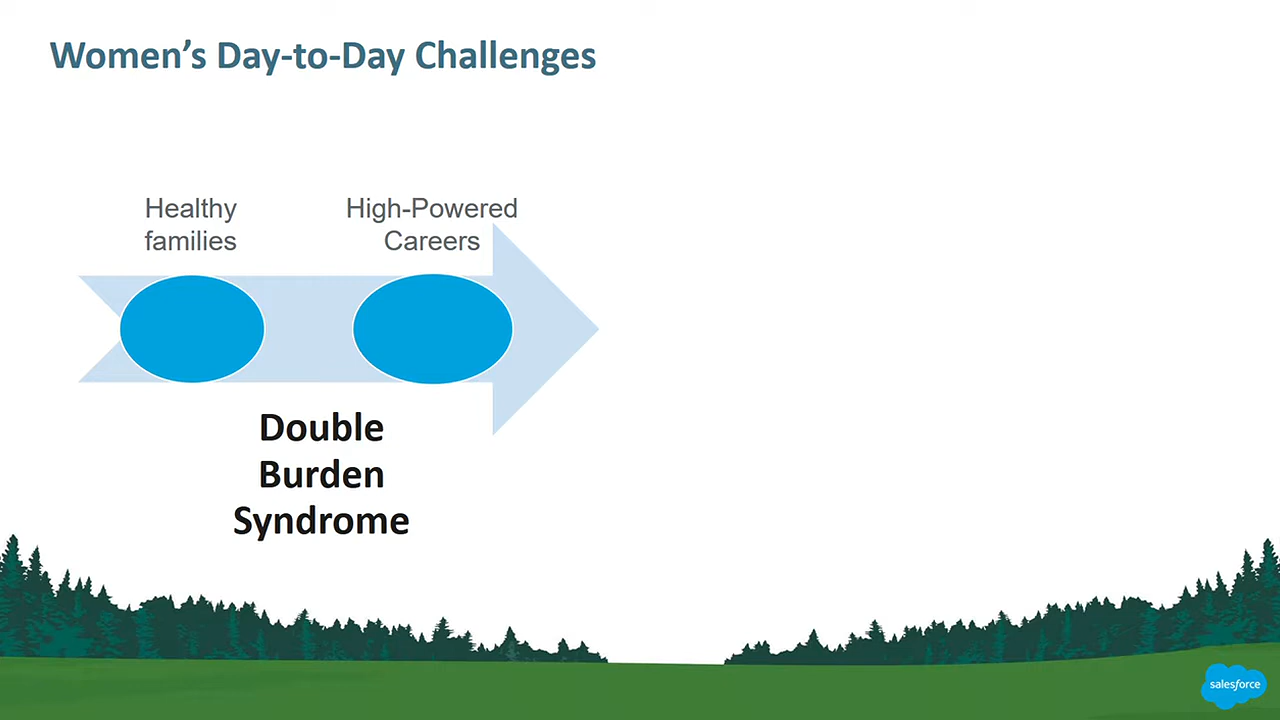 Women’s Day-to-Day Challenges
Healthy
families
High-Powered
Careers
Double
Burden
Syndrome
salesforce